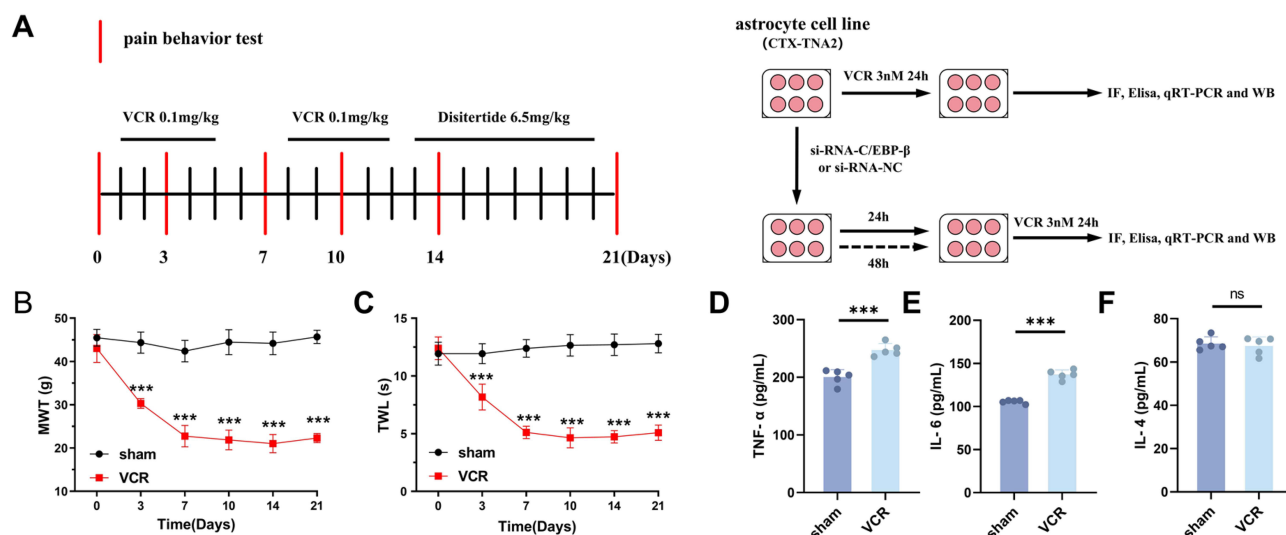 A
pain behavior test
VCR 0.1mg/kg
VCR 0.1mg/kg
Disitertide 6.5mg/kg
0
3
7
10
14
21(Days)
astrocyte cell line
(CTX-TNA2)
VCR 3nM 24h
IF, Elisa, qRT-PCR and WB
si-RNA-C/EBP-β
or si-RNA-NC
24h
48h
VCR 3nM 24h
IF, Elisa, qRT-PCR and WB
B
50
40
30
20
10
MWT (g)
***
***
***
***
***
sham
VCR
0
3
7
10
14
21
Time(Days)
C
15
10
5
0
TWL (s)
***
***
***
***
***
sham
VCR
0
3
7
10
14
21
Time(Days)
D
***
300
200
100
0
TNF- α (pg/mL)
sham
VCR
E
***
200
150
100
50
0
IL- 6 (pg/mL)
sham
VCR
F
ns
80
60
40
20
0
IL- 4 (pg/mL)
sham
VCR